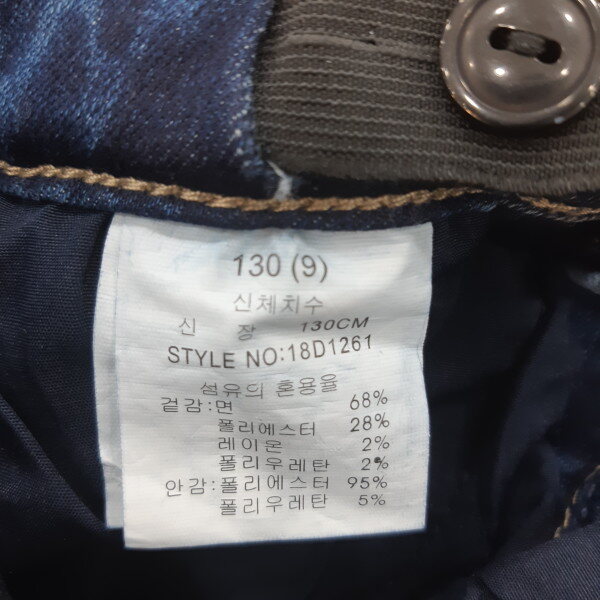 130 (9)
신체치수
신 장 130CM
STYLE NO:18D1261
섬유의 혼용율
겉감:면 68%
폴리에스터 28%
레이온 2%
폴리우레탄 2%
안감:폴리에스터 95%
폴리우레탄 5%